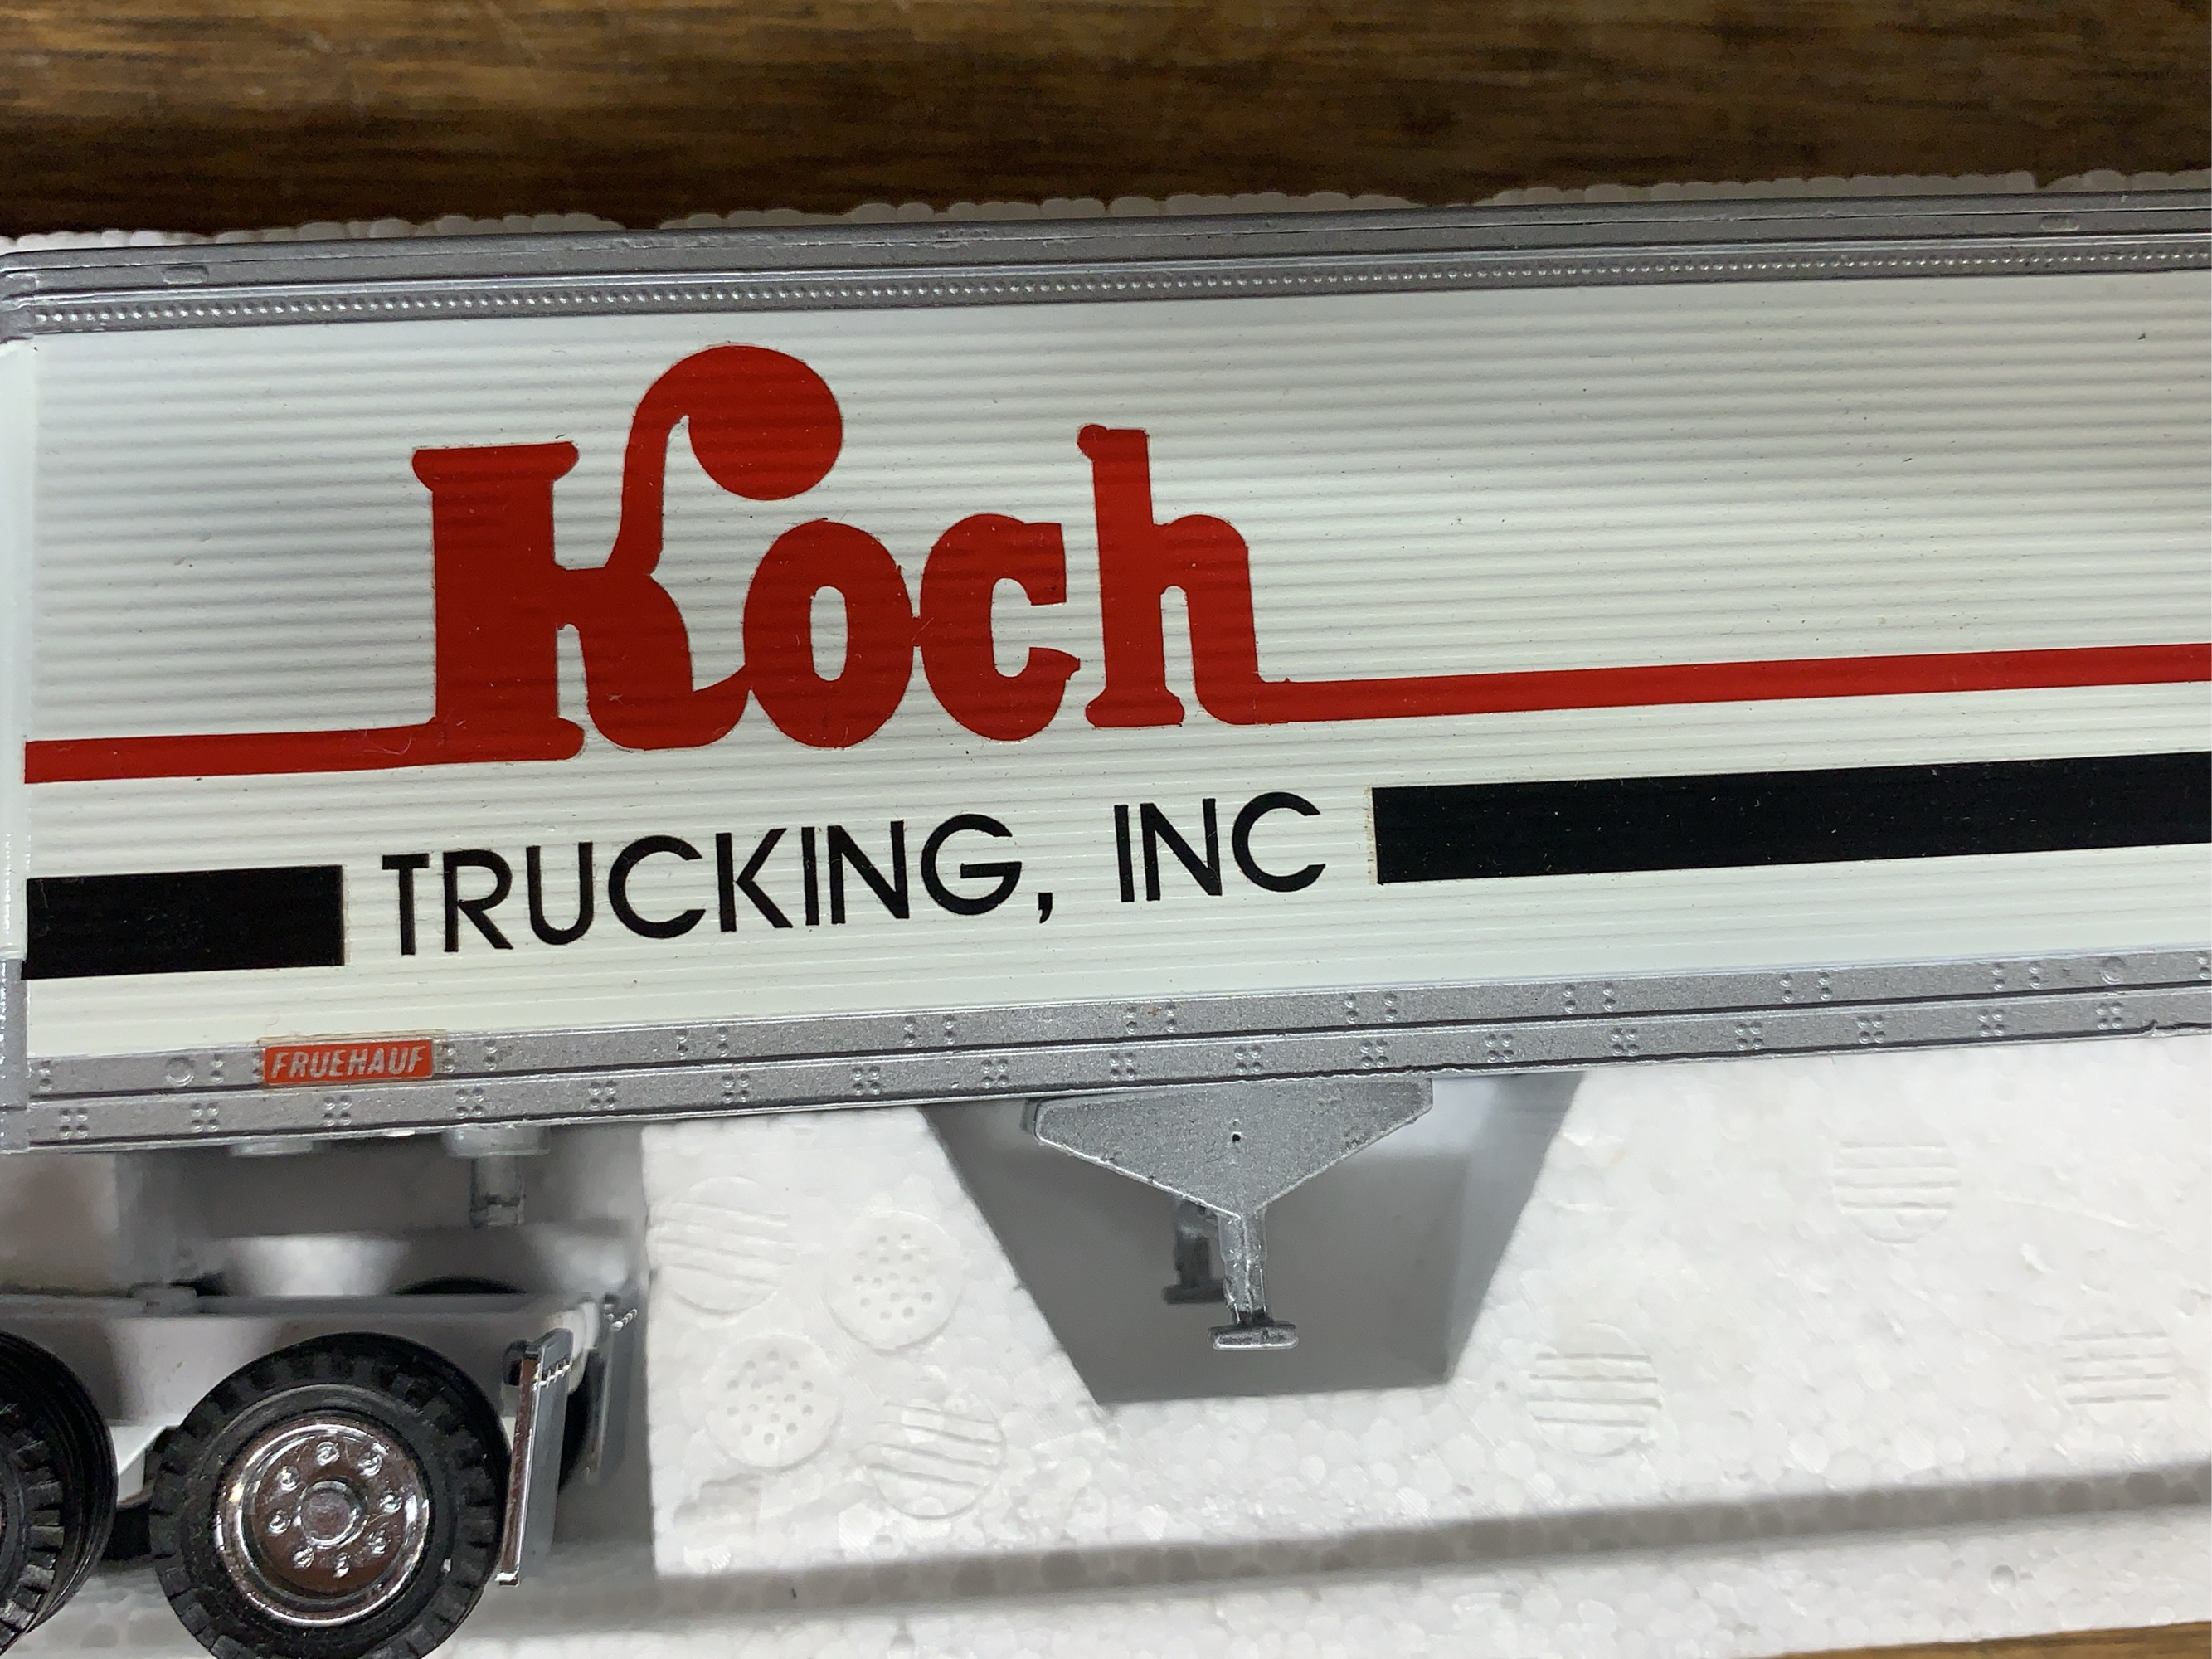 Koch
TRUCKING, INC
FRUEHAUF